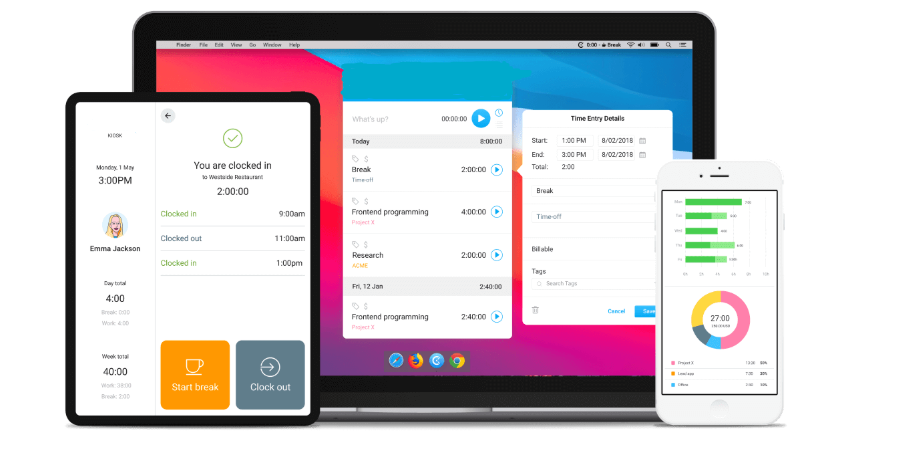 Finder File Edit View Go Window Help
0:00 - Break
KIOSK
Monday, 1 May
3:00PM
Emma Jackson
Day total
4:00
Break: 0:00
Work: 4:00
Week total
40:00
Work: 38:00
Break: 2:00
You are clocked in
to Westside Restaurant
2:00:00
Clocked in 9:00am
Clocked out 11:00am
Clocked in 1:00pm
Start break
Clock out
What's up? 00:00:00
Today 8:00:00
Break 2:00:00
Time-off
Frontend programming 4:00:00
Project X
Research 2:00:00
ACME
Fri, 12 Jan 2:40:00
Frontend programming 2:40:00
Project X
Time Entry Details
Start: 1:00 PM 8/02/2018
End: 3:00 PM 8/02/2018
Total: 2:00
Break
Time-off
Billable
Tags
Search Tags
Cancel Save
Mon
Tue
Wed
Fri
27:00
Project X
Offline